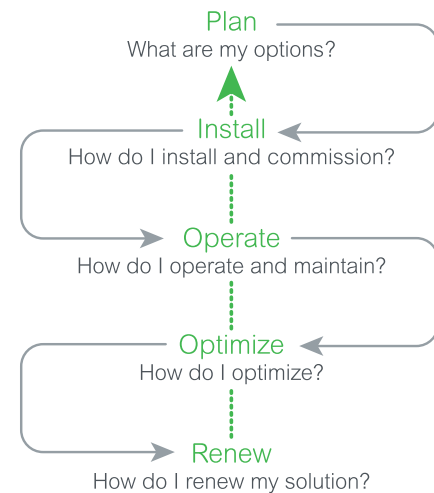 Plan
What are my options?
Install
How do I install and commission?
Operate
How do I operate and maintain?
Optimize
How do I optimize?
Renew
How do I renew my solution?